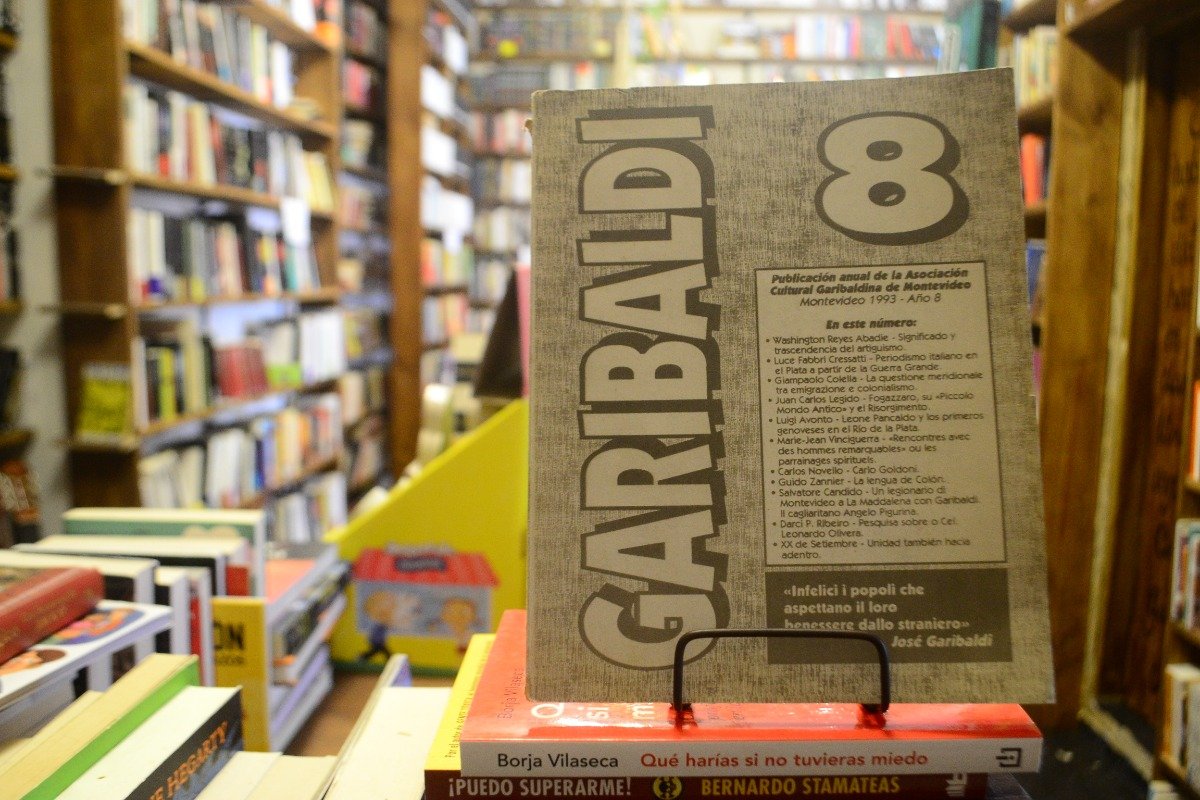 GARIBALDI
8
Publicación anual de la Asociación
Cultural Garibaldina de Montevideo
Montevideo 1993 - Año 8
En este número:
• Washington Reyes Abadie - Significado y
trascendencia del artiguismo.
• Luce Fabbri Cressatti - Periodismo italiano en
el Plata a partir de la Guerra Grande.
• Giampaolo Colella - La questione meridionale
tra emigrazione e colonialismo.
• Juan Carlos Legido - Fogazzaro, su «Piccolo
Mondo Antico» y el Risorgimento.
• Luigi Avonto - Leone Pancaldo y los primeros
genoveses en el Río de la Plata.
• Marie-Jean Vinciguerra - «Rencontres avec
des hommes remarquables» ou les
parrainages spirituels.
• Carlos Novello - Carlo Goldoni.
• Guido Zannier - La lengua de Colón.
• Salvatore Candido - Un legionario di
Montevideo a La Maddalena con Garibaldi.
Il cagliaritano Angelo Pigurina.
• Darci P. Ribeiro - Pesquisa sobre o Cel.
Leonardo Olivera.
• XX de Setiembre - Unidad también hacia
adentro.
«Infelici i popoli che
aspettano il loro
benessere dallo straniero»
José Garibaldi
Borja Vilaseca
Borja Vilaseca Qué harías si no tuvieras miedo
¡PUEDO SUPERARME! BERNARDO STAMATEAS
HEGARTY